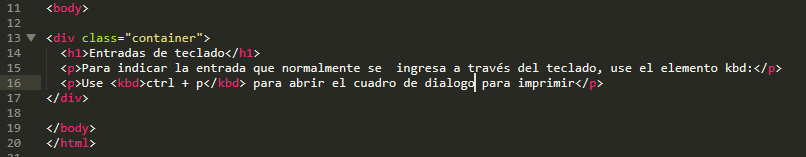 11 <body>
12
13 <div class="container">
14 <h1>Entradas de teclado</h1>
15 <p>Para indicar la entrada que normalmente se  ingresa a través del teclado, use el elemento kbd:</p>
16 <p>Use <kbd>ctrl + p</kbd> para abrir el cuadro de dialogo para imprimir</p>
17 </div>
18
19 </body>
20 </html>